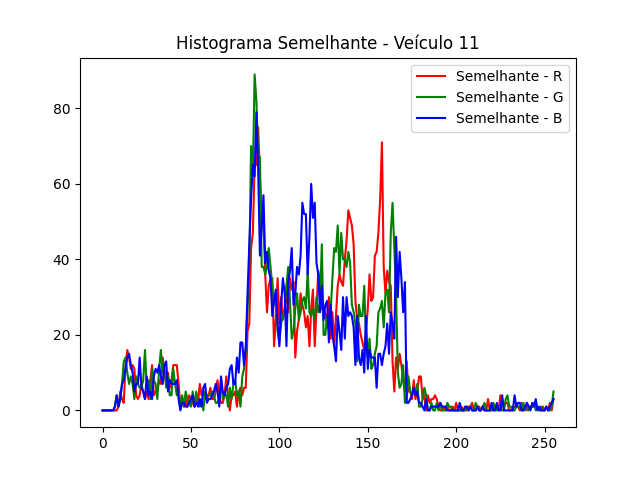 Histograma Semelhante - Veículo 11
Semelhante - R
Semelhante - G
Semelhante - B
80
60
40
20
0
0 50 100 150 200 250